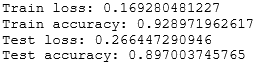 Train loss: 0.169280481227
Train accuracy: 0.928971962617
Test loss: 0.266447290946
Test accuracy: 0.897003745765